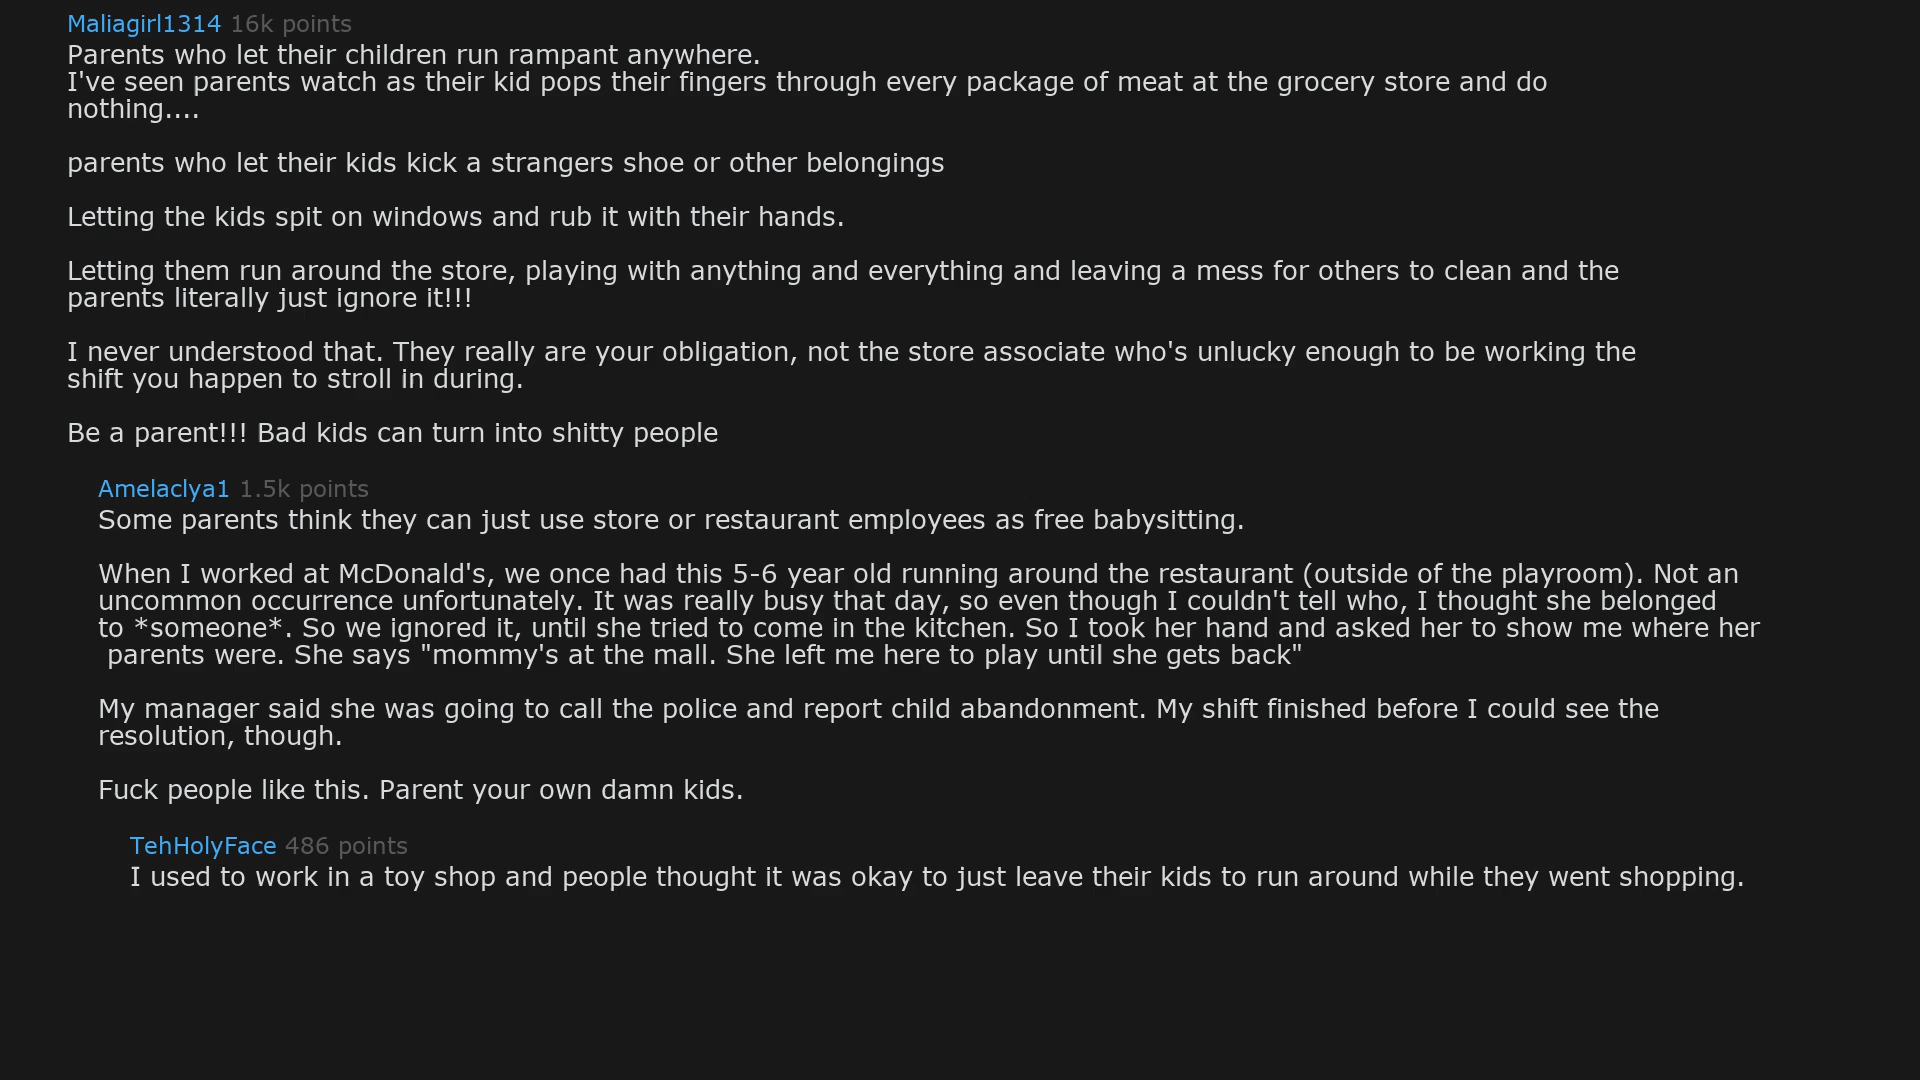 Maliagirl1314 16k points
Parents who let their children run rampant anywhere.
I've seen parents watch as their kid pops their fingers through every package of meat at the grocery store and do
nothing....
parents who let their kids kick a strangers shoe or other belongings
Letting the kids spit on windows and rub it with their hands.
Letting them run around the store, playing with anything and everything and leaving a mess for others to clean and the
parents literally just ignore it!!!
I never understood that. They really are your obligation, not the store associate who's unlucky enough to be working the
shift you happen to stroll in during.
Be a parent!!! Bad kids can turn into shitty people
Amelaclya1 1.5k points
Some parents think they can just use store or restaurant employees as free babysitting.
When I worked at McDonald's, we once had this 5-6 year old running around the restaurant (outside of the playroom). Not an
uncommon occurrence unfortunately. It was really busy that day, so even though I couldn't tell who, I thought she belonged
to *someone*. So we ignored it, until she tried to come in the kitchen. So I took her hand and asked her to show me where her
parents were. She says "mommy's at the mall. She left me here to play until she gets back"
My manager said she was going to call the police and report child abandonment. My shift finished before I could see the
resolution, though.
Fuck people like this. Parent your own damn kids.
TehHolyFace 486 points
I used to work in a toy shop and people thought it was okay to just leave their kids to run around while they went shopping.